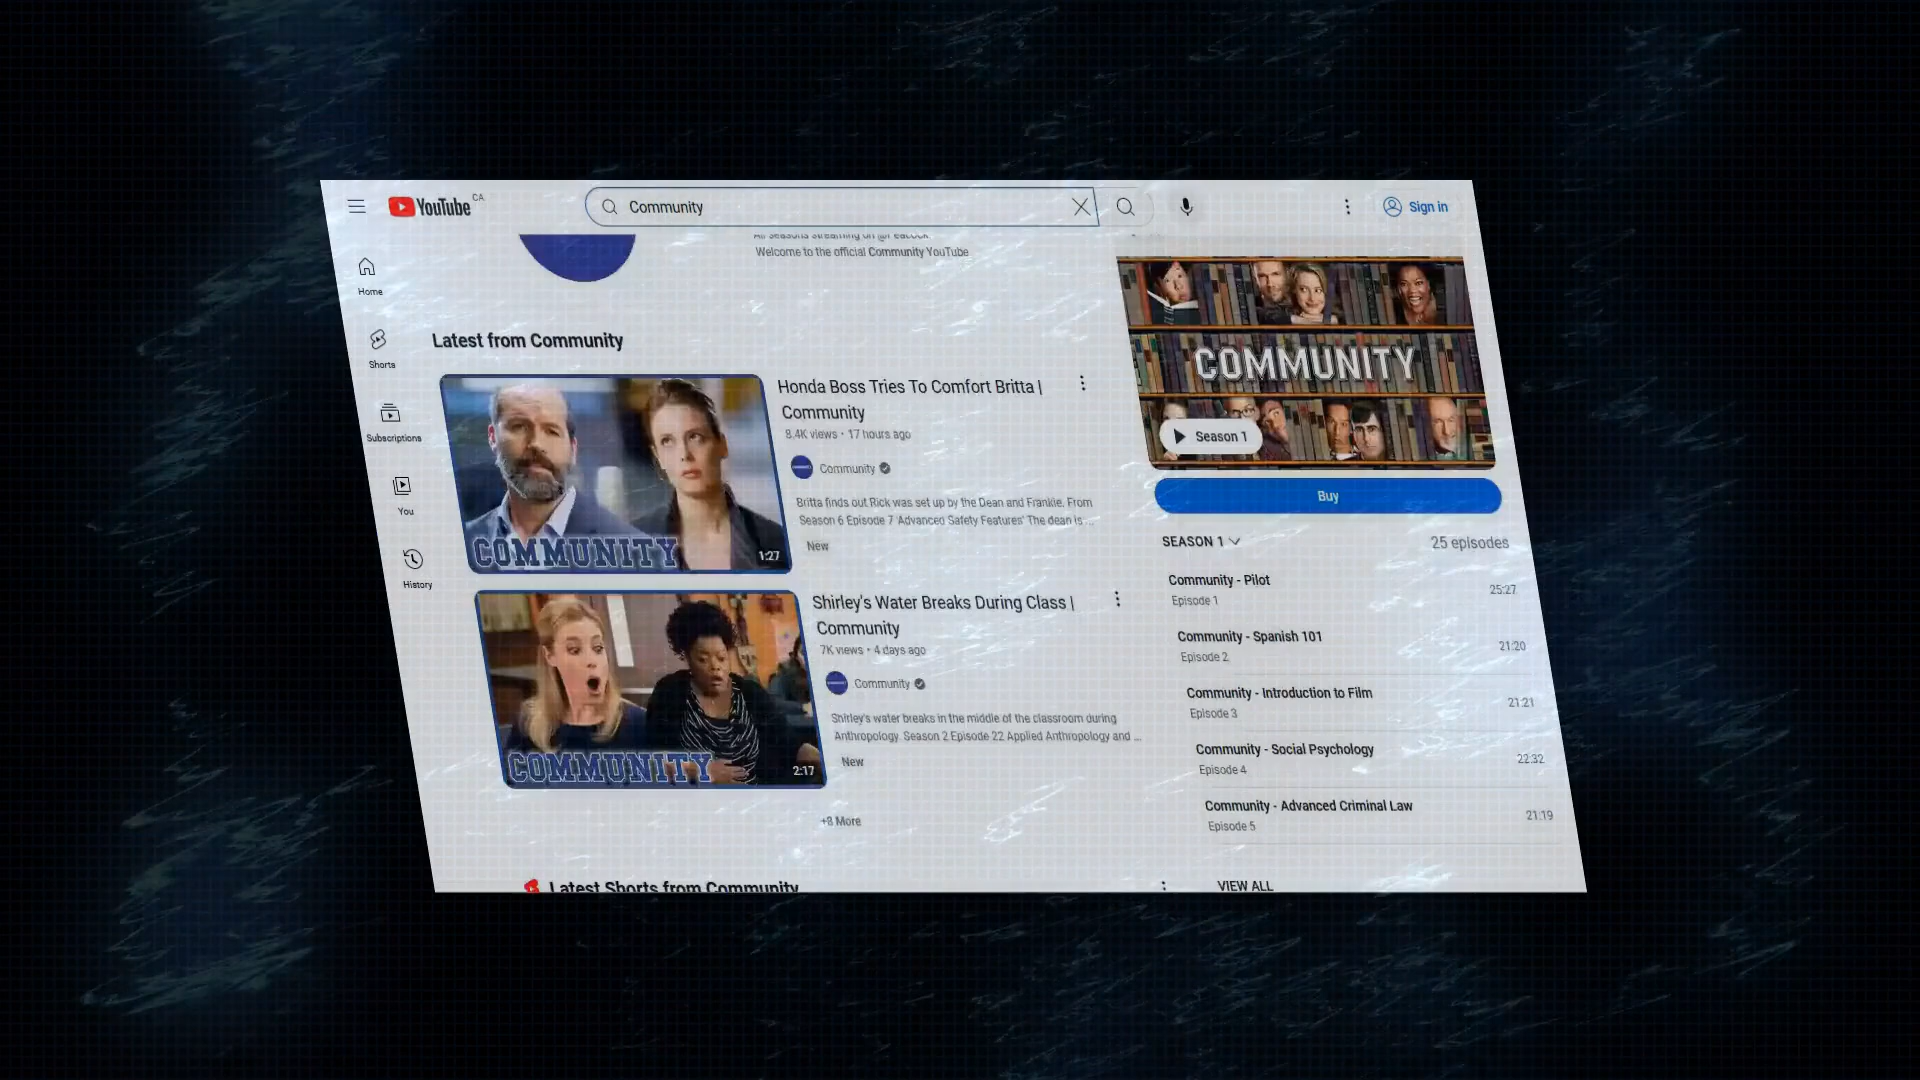 YouTube CA
Community
Sign in
Home
Shorts
Subscriptions
You
History
All seasons streaming on @Peacock
Welcome to the official Community YouTube
Latest from Community
Honda Boss Tries To Comfort Britta |
Community
8.4K views • 17 hours ago
Community
Britta finds out Rick was set up by the Dean and Frankie. From
Season 6 Episode 7 'Advanced Safety Features' The dean is ...
New
COMMUNITY
1:27
Shirley's Water Breaks During Class |
Community
7K views • 4 days ago
Community
Shirley's water breaks in the middle of the classroom during
Anthropology. Season 2 Episode 22 Applied Anthropology and ...
New
COMMUNITY
2:17
+8 More
Latest Shorts from Community
COMMUNITY
Season 1
Buy
SEASON 1
25 episodes
Community - Pilot
Episode 1
25:27
Community - Spanish 101
Episode 2
21:20
Community - Introduction to Film
Episode 3
21:21
Community - Social Psychology
Episode 4
22:32
Community - Advanced Criminal Law
Episode 5
21:19
VIEW ALL